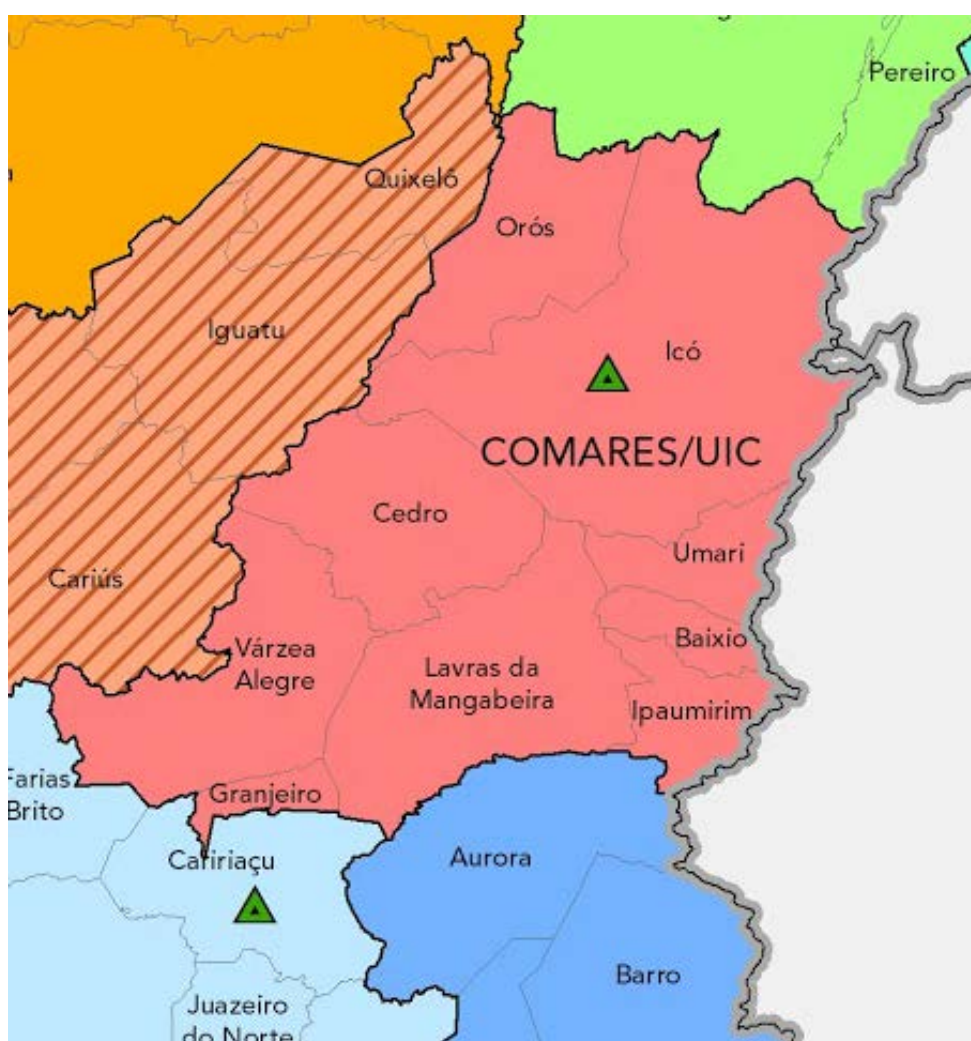 Pereiro
Quixelô
Orós
Iguatu
Icó
COMARES/UIC
Cedro
Umari
Cariús
Baixio
Várzea
Alegre
Lavras da
Mangabeira
Ipaumirim
Farias
Brito
Granjeiro
Caririaçu
Aurora
Barro
Juazeiro
do Norte